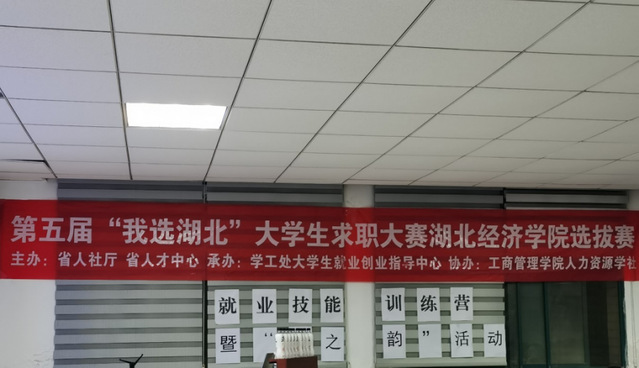 第五届“我选湖北”大学生求职大赛湖北经济学院选拔赛
主办：省人社厅 省人才中心 承办：学工处大学生就业创业指导中心 协办：工商管理学院人力资源学社
就业技能 训练营
暨“ 之 韵”活动